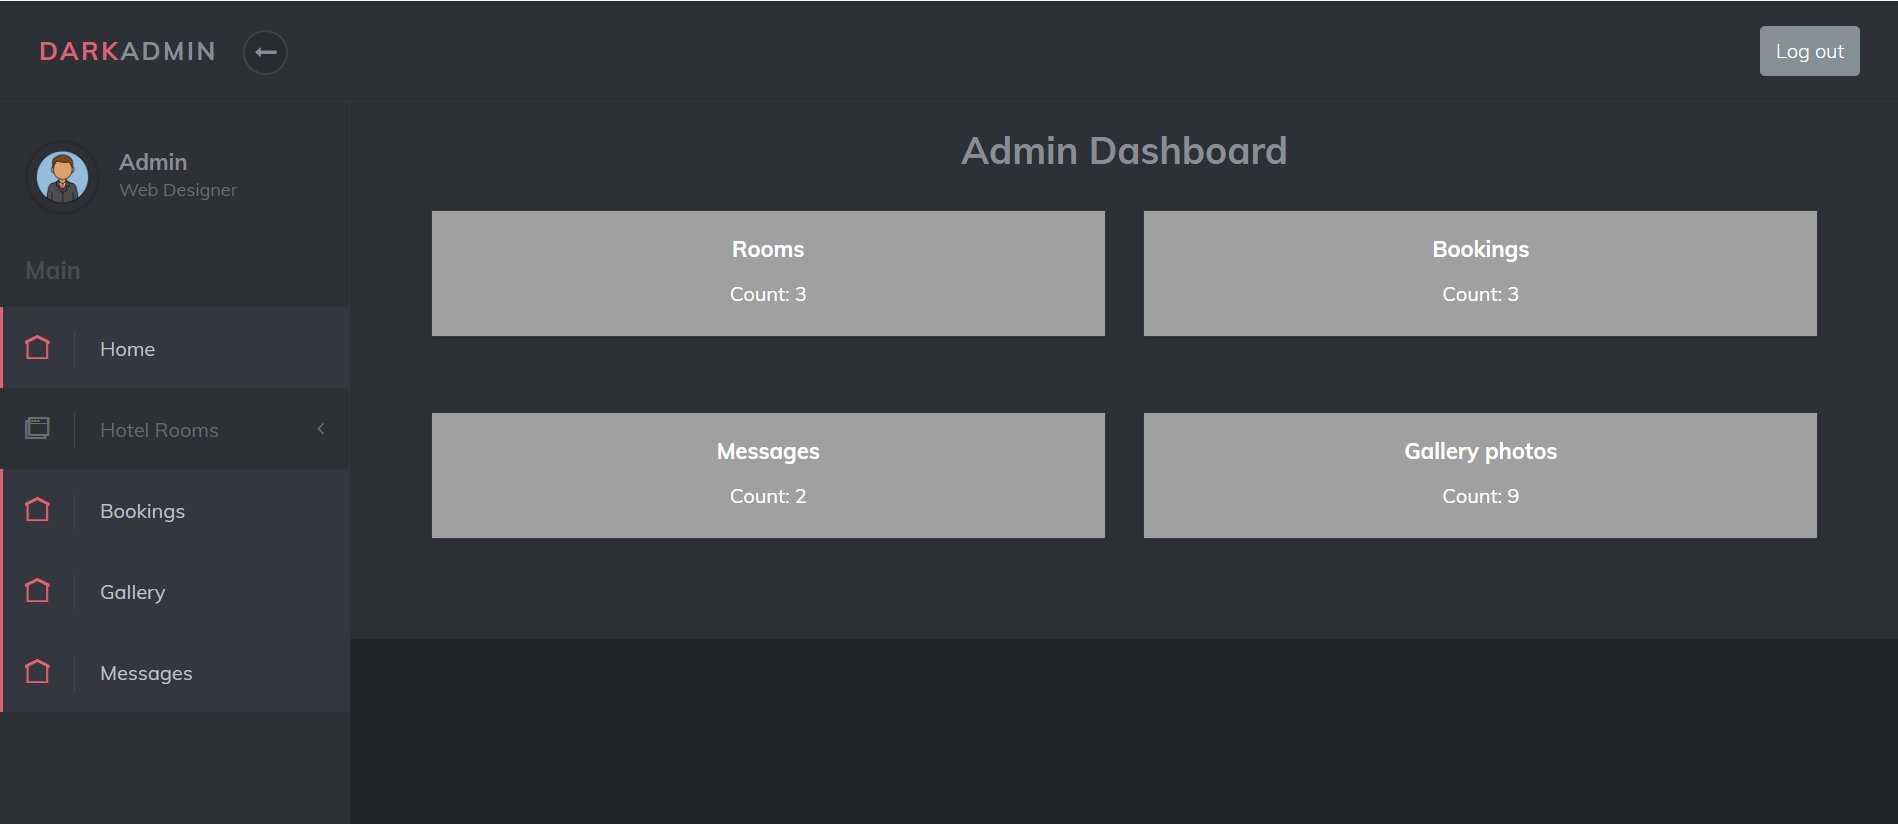 DARKADMIN
Log out
Admin
Web Designer
Main
Home
Hotel Rooms
Bookings
Gallery
Messages
Admin Dashboard
Rooms
Count: 3
Bookings
Count: 3
Messages
Count: 2
Gallery photos
Count: 9